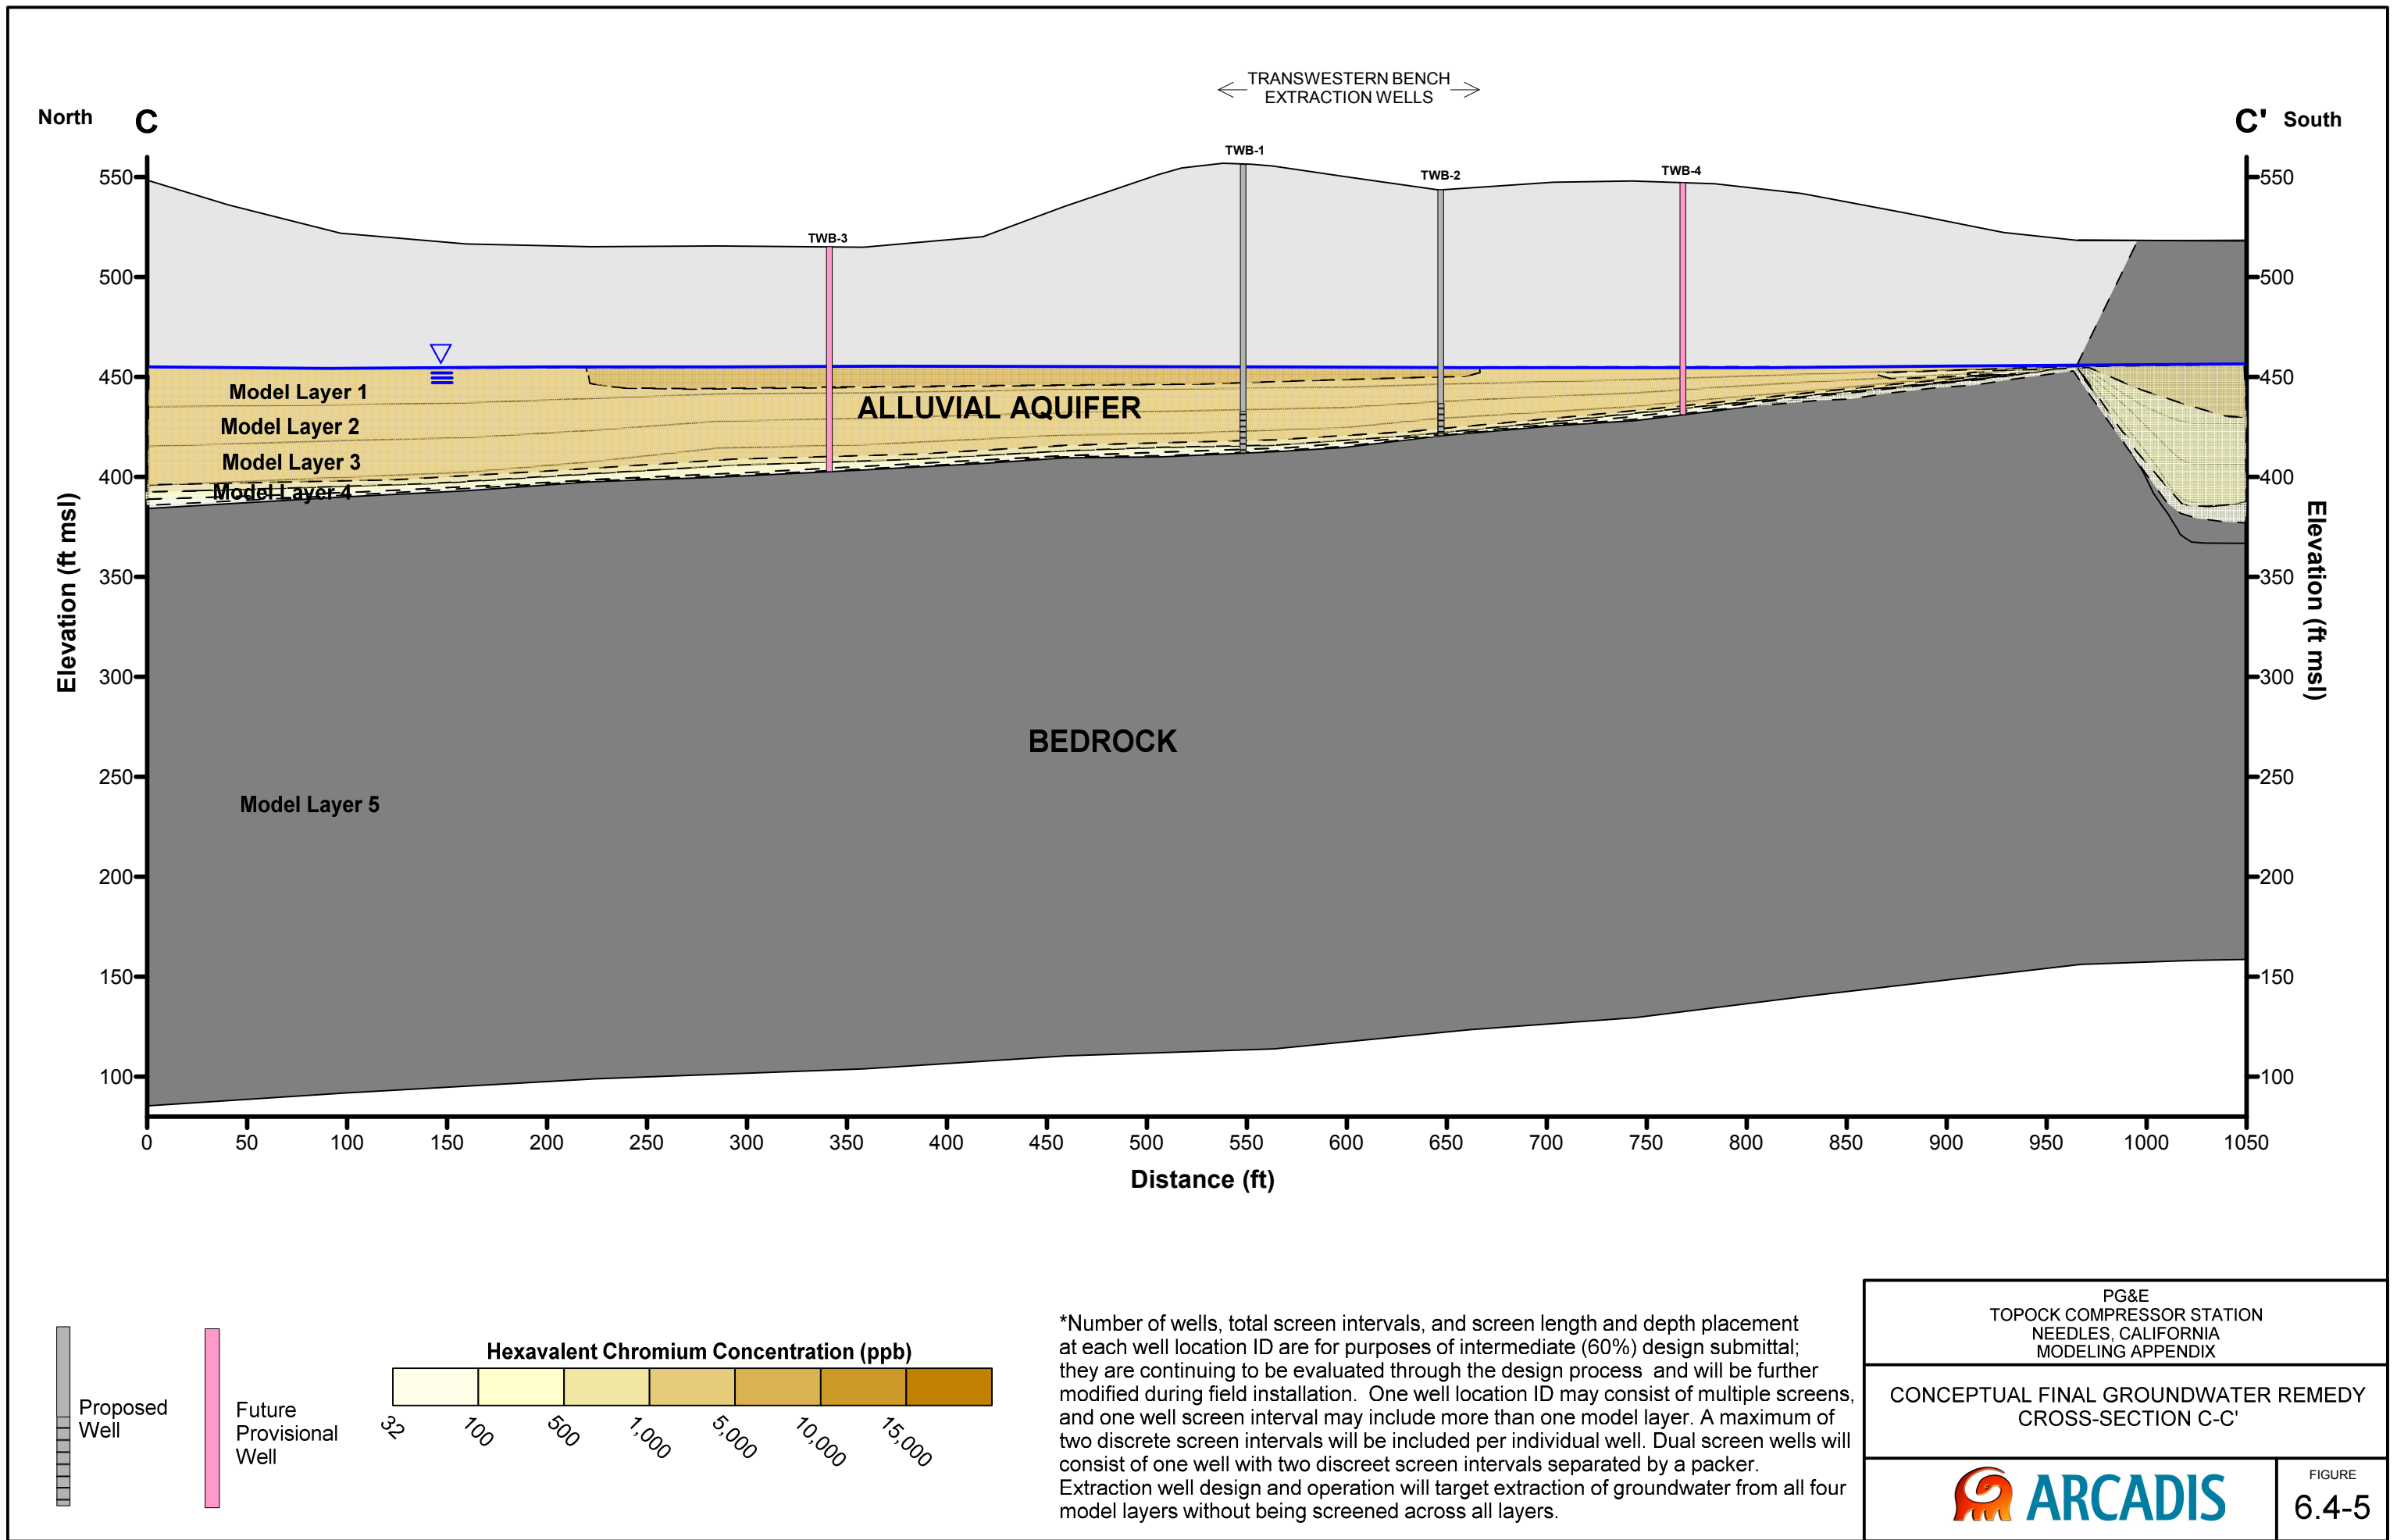 TRANSWESTERN BENCH
EXTRACTION WELLS
North
C
C'
South
TWB-1
TWB-2
TWB-4
TWB-3
550
500
450
400
350
300
250
200
150
100
Elevation (ft msl)
550
500
450
400
350
300
250
200
150
100
Elevation (ft msl)
Model Layer 1
Model Layer 2
Model Layer 3
Model Layer 4
ALLUVIAL AQUIFER
BEDROCK
Model Layer 5
0 50 100 150 200 250 300 350 400 450 500 550 600 650 700 750 800 850 900 950 1000 1050
Distance (ft)
Proposed
Well
Future
Provisional
Well
Hexavalent Chromium Concentration (ppb)
32 100 500 1,000 5,000 10,000 15,000
*Number of wells, total screen intervals, and screen length and depth placement
at each well location ID are for purposes of intermediate (60%) design submittal;
they are continuing to be evaluated through the design process and will be further
modified during field installation. One well location ID may consist of multiple screens,
and one well screen interval may include more than one model layer. A maximum of
two discrete screen intervals will be included per individual well. Dual screen wells will
consist of one well with two discreet screen intervals separated by a packer.
Extraction well design and operation will target extraction of groundwater from all four
model layers without being screened across all layers.
PG&E
TOPOCK COMPRESSOR STATION
NEEDLES, CALIFORNIA
MODELING APPENDIX
CONCEPTUAL FINAL GROUNDWATER REMEDY
CROSS-SECTION C-C'
ARCADIS
FIGURE
6.4-5